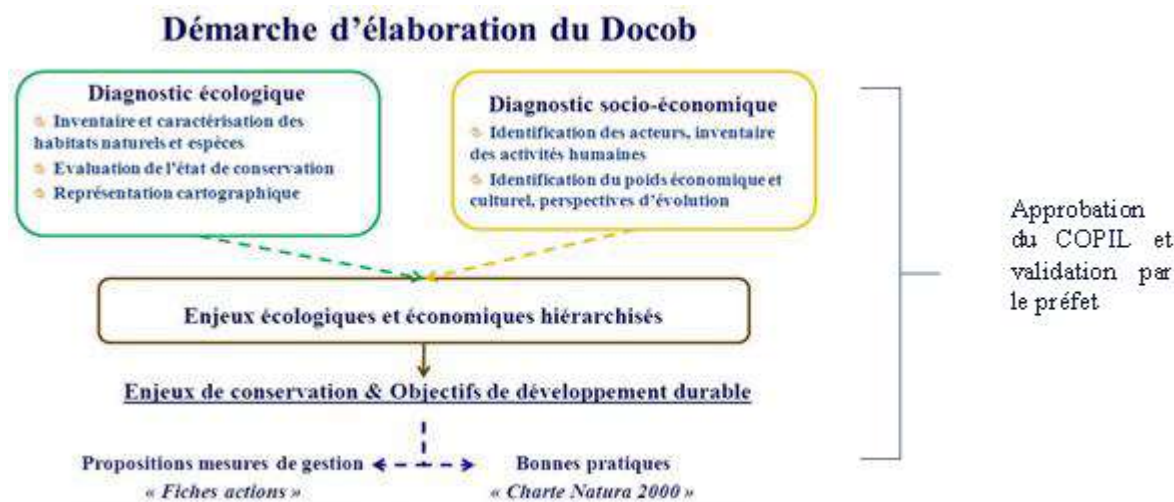 Démarche d'élaboration du Docob
Diagnostic écologique
Inventaire et caractérisation des
habitats naturels et espèces
Evaluation de l'état de conservation
Représentation cartographique
Diagnostic socio-économique
Identification des acteurs, inventaire
des activités humaines
Identification du poids économique et
culturel, perspectives d'évolution
Enjeux écologiques et économiques hiérarchisés
Enjeux de conservation & Objectifs de développement durable
Propositions mesures de gestion
« Fiches actions »
Bonnes pratiques
« Charte Natura 2000 »
Approbation
du COPIL et
validation par
le préfet